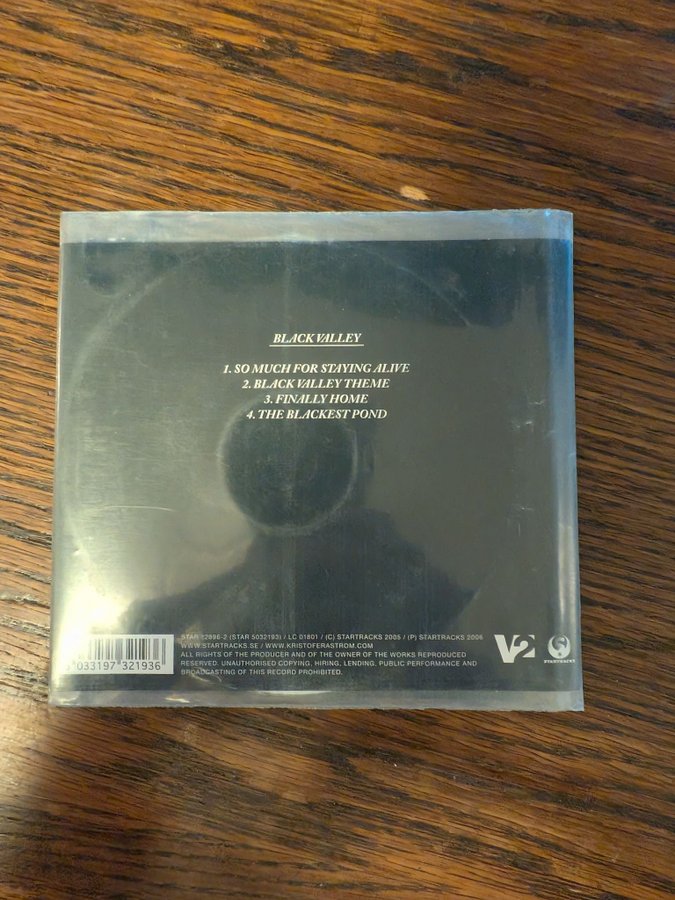 BLACK VALLEY
1. SO MUCH FOR STAYING ALIVE
2. BLACK VALLEY THEME
3. FINALLY HOME
4. THE BLACKEST POND
STAR 22896-2 (STAR 5032193) / LC 01801 / (C) STARTRACKS 2005 / (P) STARTRACKS 2006
WWW.STARTRACKS.SE / WWW.KRISTOFERASTROM.COM
ALL RIGHTS OF THE PRODUCER AND OF THE OWNER OF THE WORKS REPRODUCED
RESERVED. UNAUTHORISED COPYING, HIRING, LENDING, PUBLIC PERFORMANCE AND
BROADCASTING OF THIS RECORD PROHIBITED.
033197 321936
V2
STARTRACKS